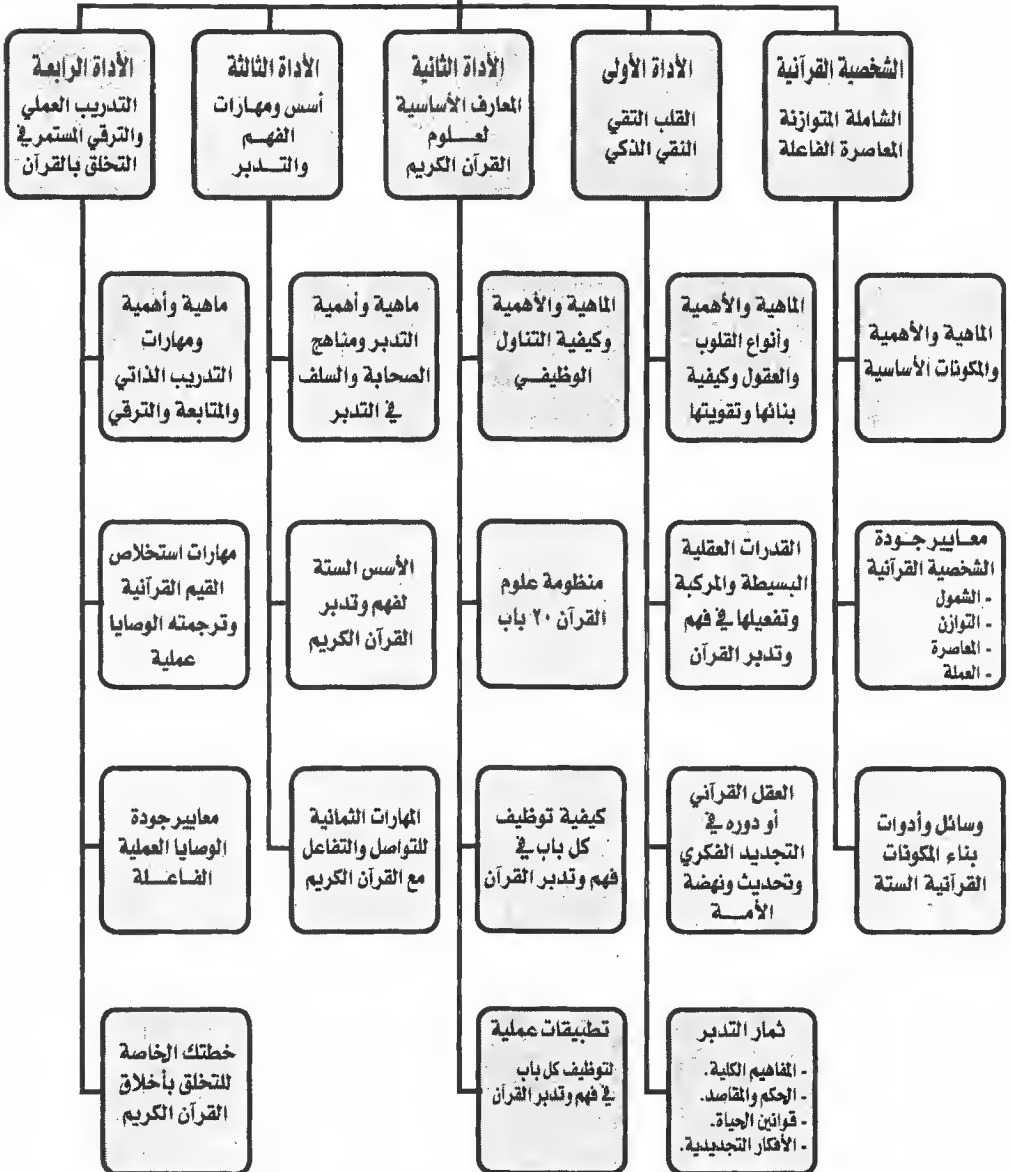 الشخصية القرآنية
الشاملة المتوازنة
المعاصرة الفاعلة
الماهية والأهمية
والمكونات الأساسية
معايير جودة
الشخصية القرآنية
- الشمول
- التوازن
- المعاصرة
- العملة
وسائل وأدوات
بناء المكونات
القرآنية الستة
الأداة الأولى
القلب التقي
النقي الذكي
الماهية والأهمية
وأنواع القلوب
والعقول وكيفية
بنائها وتقويتها
القدرات العقلية
البسيطة والمركبة
وتفعيلها في فهم
وتدبر القرآن
العقل القرآني
أو دوره في
التجديد الفكري
وتحديث ونهضة
الأمـــة
ثمار التدبر
- المفاهيم الكلية.
- الحكم والمقاصد.
- قوانين الحياة.
- الأفكار التجديدية.
الأداة الثانية
المعارف الأساسية
لعـــلوم
القرآن الكريم
الماهية والأهمية
وكيفية التناول
الوظيفـــي
منظومة علوم
القرآن ٢٠ باب
كيفية توظيف
كل باب في
فهم وتدبر القرآن
تطبيقات عملية
لتوظيف كل باب
في فهم وتدبر القرآن
الأداة الثالثة
أسس ومهارات
الفهـــم
والتـــدبر
ماهية وأهمية
التدبر ومناهج
الصحابة والسلف
في التدبر
الأسس الستة
لفهم وتدبر
القرآن الكريم
المهارات الثمانية
للتواصل والتفاعل
مع القرآن الكريم
الأداة الرابعة
التدريب العملي
والترقي المستمر في
التخلق بالقرآن
ماهية وأهمية
ومهارات
التدريب الذاتي
والمتابعة والترقي
مهارات استخلاص
القيم القرآنية
وترجمته الوصايا
عملية
معايير جودة
الوصايا العملية
الفـاعـــلة
خطتك الخاصة
للتخلق بأخلاق
القرآن الكريم